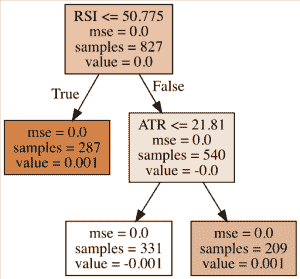 RSI <= 50.775
mse = 0.0
samples = 827
value = 0.0
True
False
mse = 0.0
samples = 287
value = 0.001
ATR <= 21.81
mse = 0.0
samples = 540
value = -0.0
mse = 0.0
samples = 331
value = -0.001
mse = 0.0
samples = 209
value = 0.001